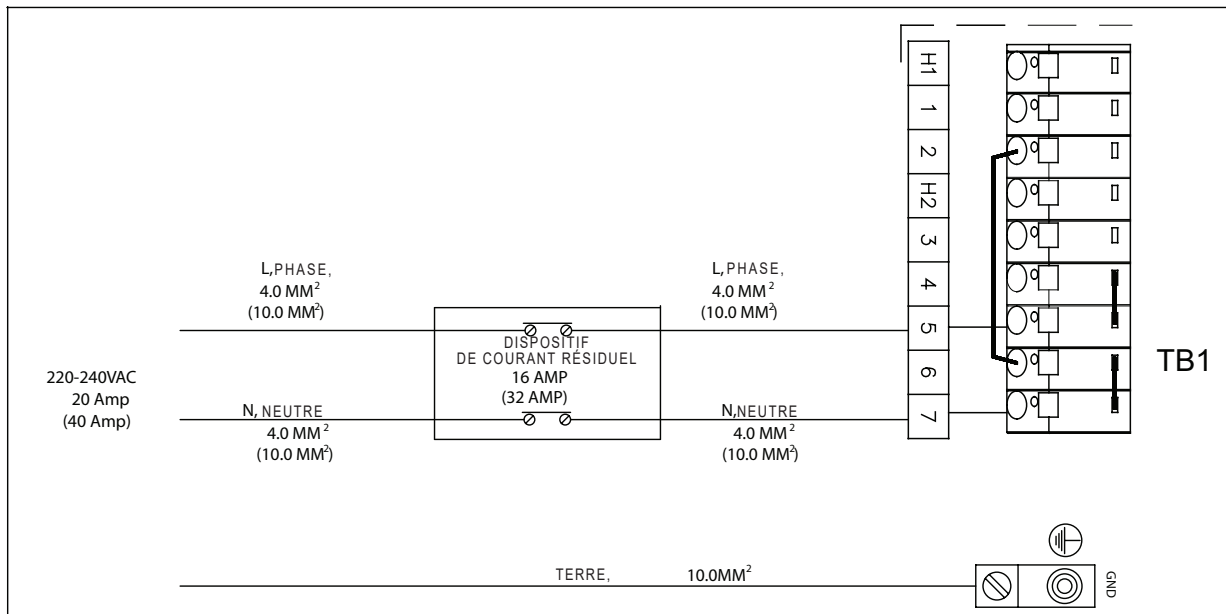 H1
1
2
H2
3
4
5
6
7
TB1
L,PHASE,
4.0 MM²
(10.0 MM²)
L,PHASE,
4.0 MM²
(10.0 MM²)
DISPOSITIF
DE COURANT RÉSIDUEL
16 AMP
(32 AMP)
220-240VAC
20 Amp
(40 Amp)
N, NEUTRE
4.0 MM²
(10.0 MM²)
N,NEUTRE
4.0 MM²
(10.0 MM²)
TERRE, 10.0MM²
GND